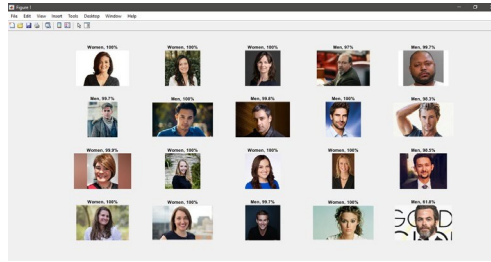 Figure 1
File Edit View Insert Tools Desktop Window Help
Women, 100% Women, 100% Women, 100% Men, 97% Men, 99.7%
Men, 99.7% Men, 100% Men, 99.8% Men, 100% Men, 98.3%
Women, 99.9% Women, 100% Women, 100% Women, 100% Men, 98.5%
Women, 100% Women, 100% Men, 99.7% Women, 100% Men, 61.8%